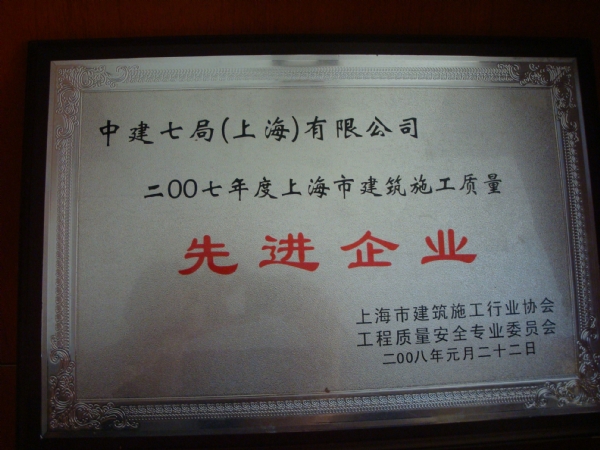 中建七局(上海)有限公司
二00七年度上海市建筑施工质量
先进企业
上海市建筑施工行业协会
工程质量安全专业委员会
二00八年元月二十二日